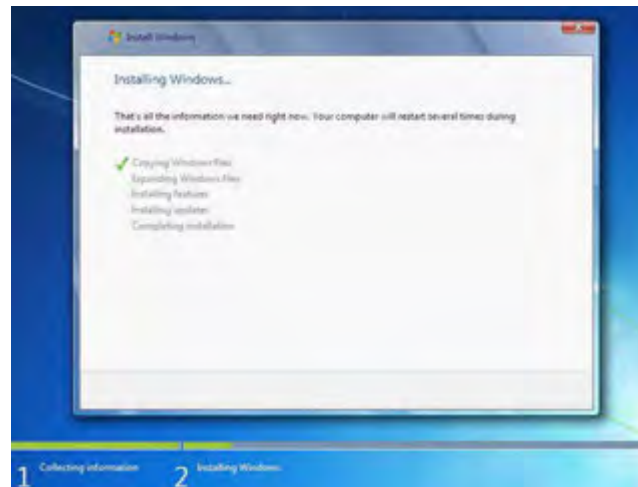 Install Windows
Installing Windows...
That's all the information we need right now. Your computer will restart several times during
installation.
Copying Windows files
Expanding Windows files
Installing features
Installing updates
Completing installation
1 Collecting information
2 Installing Windows